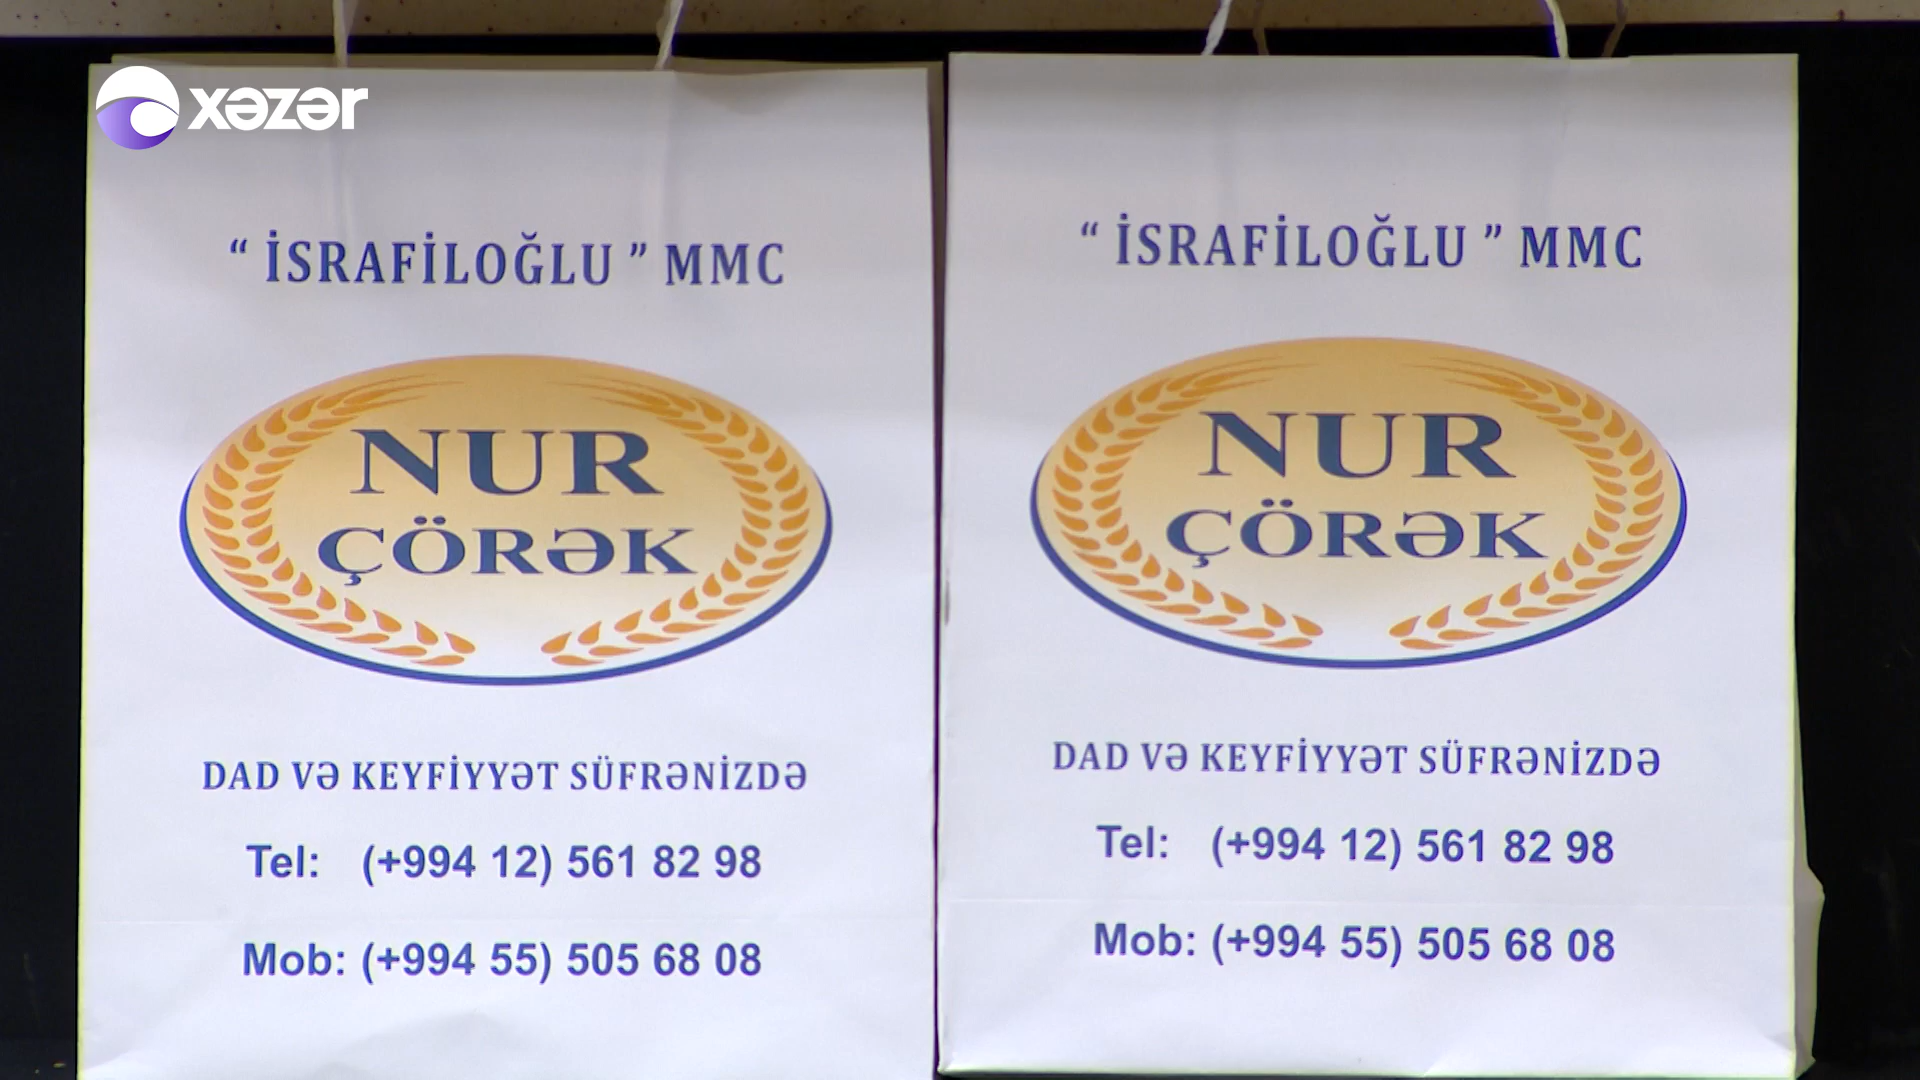 xəzər
“ İSRAFİLOĞLU ” MMC
NUR
ÇÖRƏK
DAD VƏ KEYFİYYƏT SÜFRƏNİZDƏ
Tel: (+994 12) 561 82 98
Mob: (+994 55) 505 68 08
“ İSRAFİLOĞLU ” MMC
NUR
ÇÖRƏK
DAD VƏ KEYFİYYƏT SÜFRƏNİZDƏ
Tel: (+994 12) 561 82 98
Mob: (+994 55) 505 68 08